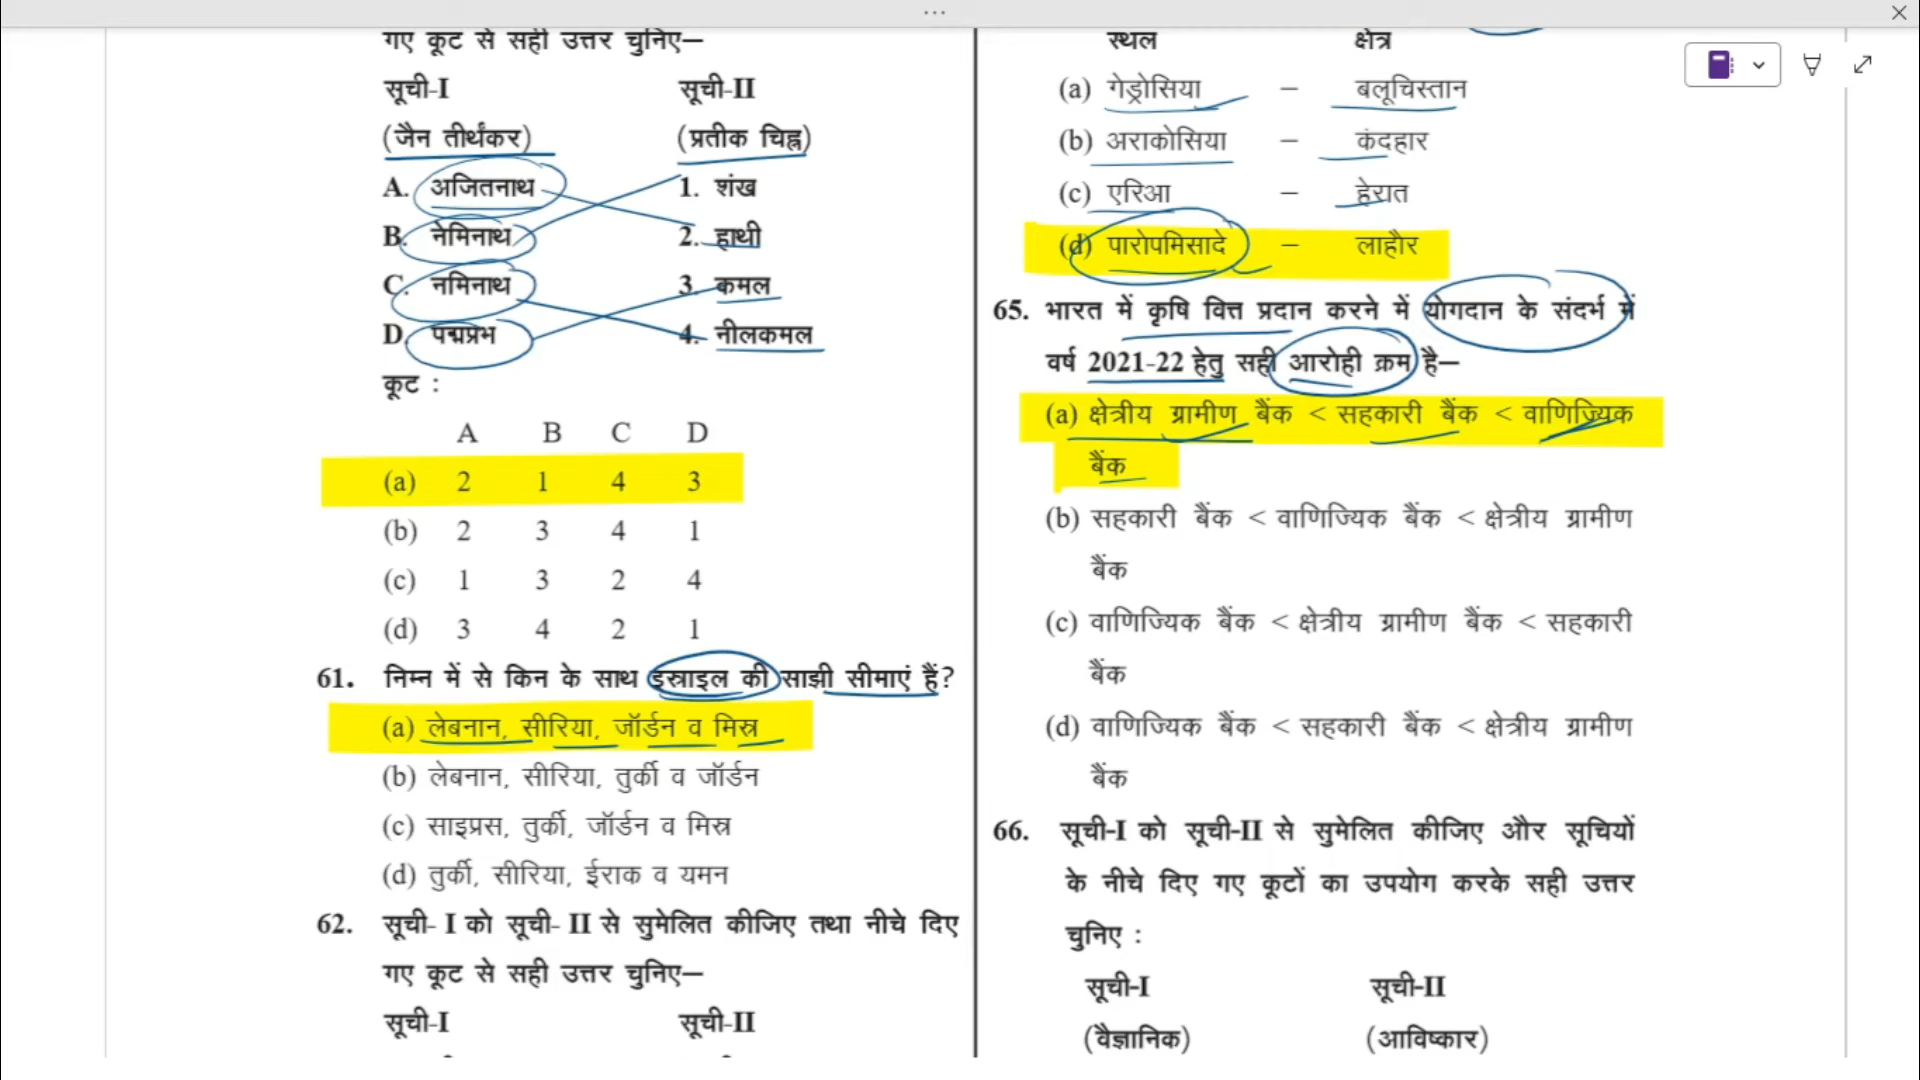 गए कूट से सही उत्तर चुनिए–
सूची-I सूची-II
(जैन तीर्थंकर) (प्रतीक चिह्न)
A. अजितनाथ 1. शंख
B. नेमिनाथ 2. हाथी
C. नमिनाथ 3. कमल
D. पद्मप्रभ 4. नीलकमल
कूट :
A B C D
(a) 2 1 4 3
(b) 2 3 4 1
(c) 1 3 2 4
(d) 3 4 2 1
61. निम्न में से किन के साथ इस्राइल की साझी सीमाएं हैं?
(a) लेबनान, सीरिया, जॉर्डन व मिस्र
(b) लेबनान, सीरिया, तुर्की व जॉर्डन
(c) साइप्रस, तुर्की, जॉर्डन व मिस्र
(d) तुर्की, सीरिया, ईराक व यमन
62. सूची- I को सूची- II से सुमेलित कीजिए तथा नीचे दिए
गए कूट से सही उत्तर चुनिए–
सूची-I सूची-II
स्थल क्षेत्र
(a) गेड्रोसिया – बलूचिस्तान
(b) अराकोसिया – कंदहार
(c) एरिआ – हेरात
(d) पारोपमिसादे – लाहौर
65. भारत में कृषि वित्त प्रदान करने में योगदान के संदर्भ में
वर्ष 2021-22 हेतु सही आरोही क्रम है–
(a) क्षेत्रीय ग्रामीण बैंक < सहकारी बैंक < वाणिज्यिक
बैंक
(b) सहकारी बैंक < वाणिज्यिक बैंक < क्षेत्रीय ग्रामीण
बैंक
(c) वाणिज्यिक बैंक < क्षेत्रीय ग्रामीण बैंक < सहकारी
बैंक
(d) वाणिज्यिक बैंक < सहकारी बैंक < क्षेत्रीय ग्रामीण
बैंक
66. सूची-I को सूची-II से सुमेलित कीजिए और सूचियों
के नीचे दिए गए कूटों का उपयोग करके सही उत्तर
चुनिए :
सूची-I सूची-II
(वैज्ञानिक) (आविष्कार)